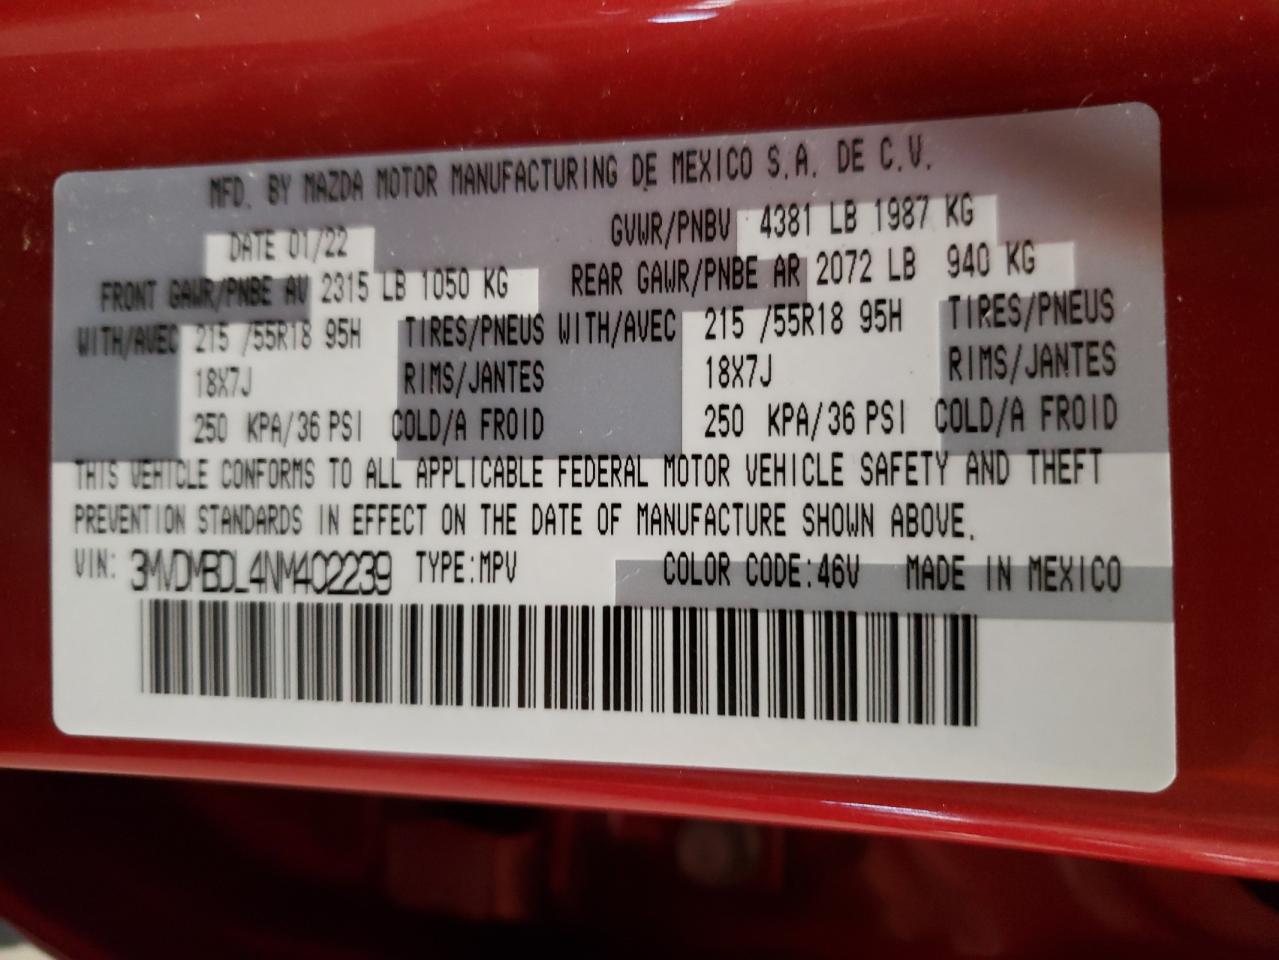 MFD. BY MAZDA MOTOR MANUFACTURING DE MEXICO S.A. DE C.V.
DATE 01/22 GVWR/PNBV 4381 LB 1987 KG
FRONT GAWR/PNBE AV 2315 LB 1050 KG REAR GAWR/PNBE AR 2072 LB 940 KG
WITH/AVEC 215 /55R18 95H TIRES/PNEUS WITH/AVEC 215 /55R18 95H TIRES/PNEUS
18X7J RIMS/JANTES 18X7J RIMS/JANTES
250 KPA/36 PSI COLD/A FROID 250 KPA/36 PSI COLD/A FROID
THIS VEHICLE CONFORMS TO ALL APPLICABLE FEDERAL MOTOR VEHICLE SAFETY AND THEFT
PREVENTION STANDARDS IN EFFECT ON THE DATE OF MANUFACTURE SHOWN ABOVE.
VIN: 3MVDMBDL4NM402239 TYPE:MPV COLOR CODE:46V MADE IN MEXICO